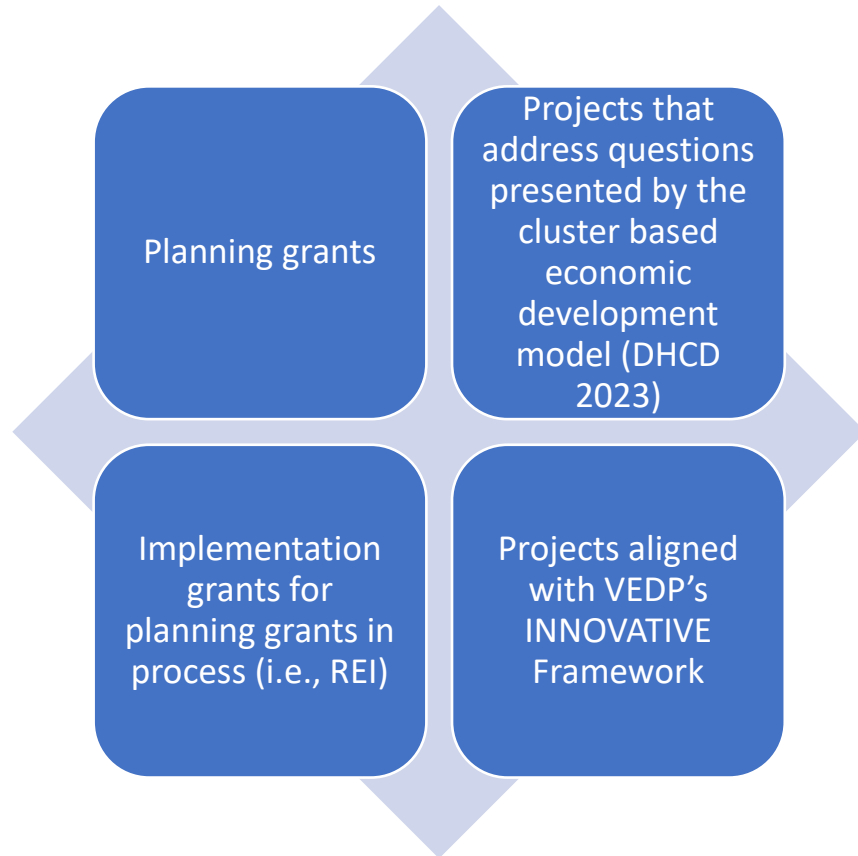 Planning grants
Projects that
address questions
presented by the
cluster based
economic
development
model (DHCD
2023)
Implementation
grants for
planning grants in
process (i.e., REI)
Projects aligned
with VEDP’s
INNOVATIVE
Framework